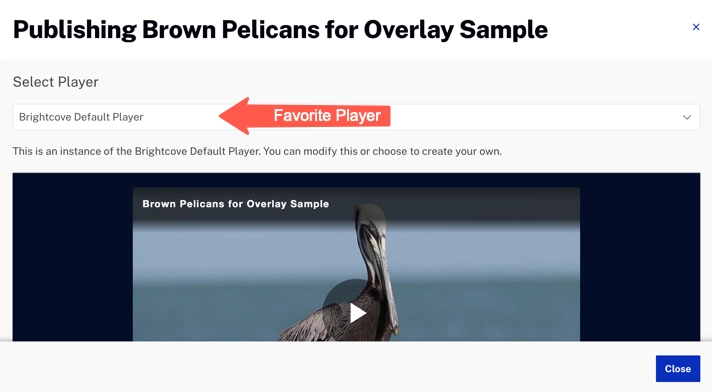 Publishing Brown Pelicans for Overlay Sample
Select Player
Brightcove Default Player
Favorite Player
This is an instance of the Brightcove Default Player. You can modify this or choose to create your own.
Brown Pelicans for Overlay Sample
Close